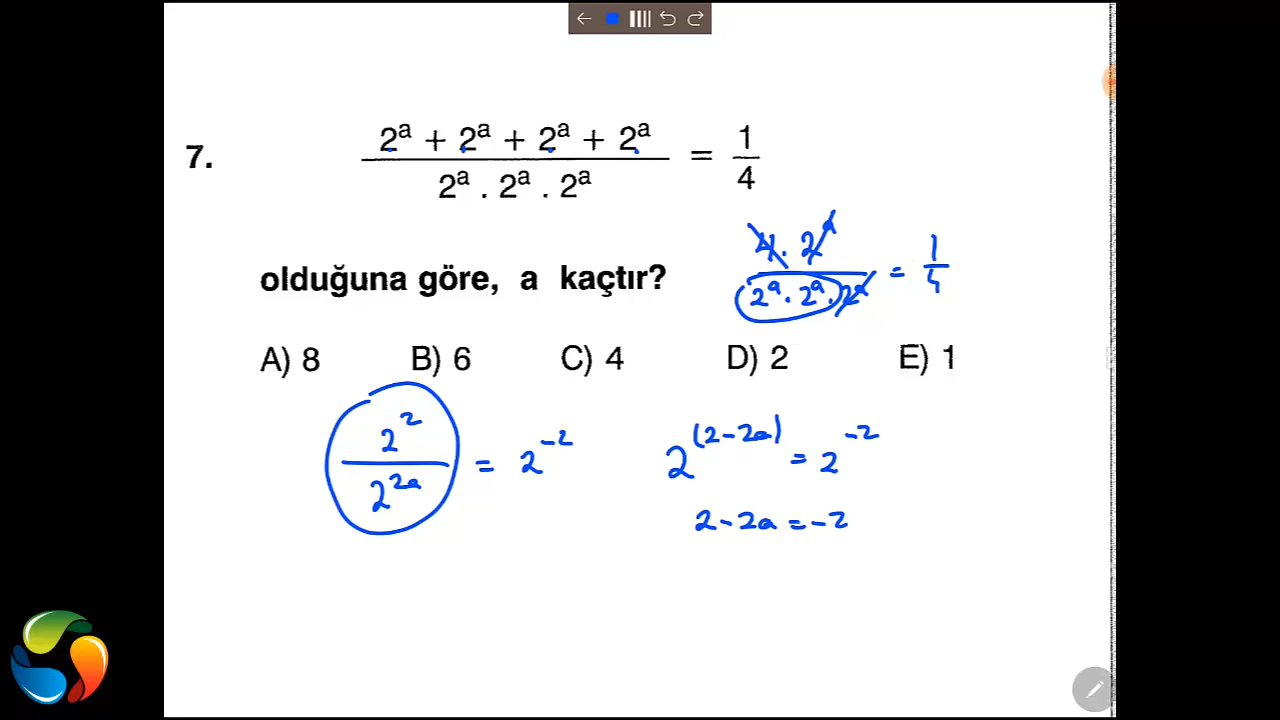 7. 2^a + 2^a + 2^a + 2^a / 2^a . 2^a . 2^a = 1/4
4 . 2^a / 2^a . 2^a . 2^a = 1/4
olduğuna göre, a kaçtır?
A) 8 B) 6 C) 4 D) 2 E) 1
2^2 / 2^2a = 2^-2
2^(2-2a) = 2^-2
2-2a = -2